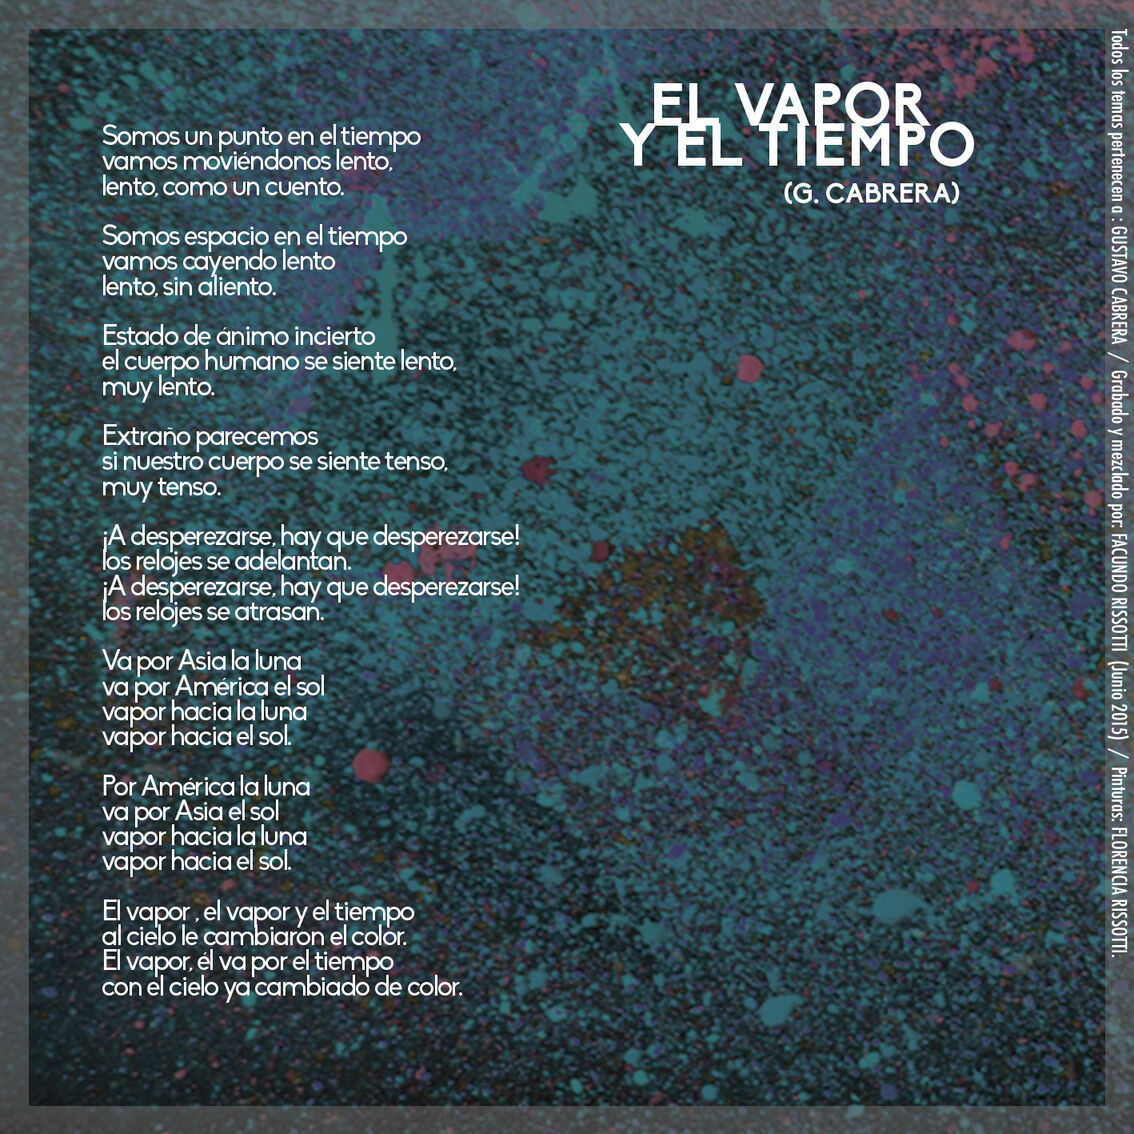 EL VAPOR
Y EL TIEMPO
(G. CABRERA)
Somos un punto en el tiempo
vamos moviéndonos lento,
lento, como un cuento.
Somos espacio en el tiempo
vamos cayendo lento
lento, sin aliento.
Estado de ánimo incierto
el cuerpo humano se siente lento,
muy lento.
Extraño parecemos
si nuestro cuerpo se siente tenso,
muy tenso.
¡A desperezarse, hay que desperezarse!
los relojes se adelantan.
¡A desperezarse, hay que desperezarse!
los relojes se atrasan.
Va por Asia la luna
va por América el sol
vapor hacia la luna
vapor hacia el sol.
Por América la luna
va por Asia el sol
vapor hacia la luna
vapor hacia el sol.
El vapor , el vapor y el tiempo
al cielo le cambiaron el color.
El vapor, él va por el tiempo
con el cielo ya cambiado de color.
Todos los temas pertenecen a : GUSTAVO CABRERA / Grabado y mezclado por: FACUNDO RISSOTTI (Junio 2015) / Pinturas: FLORENCIA RISSOTTI.